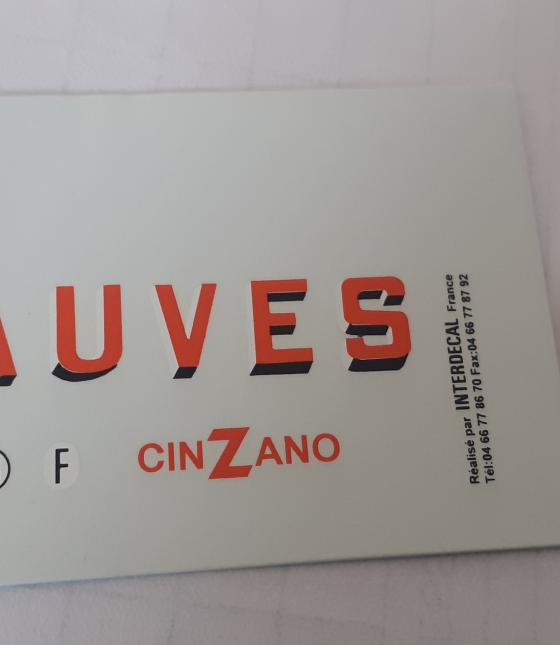 AUVES
F
CINZANO
Réalisé par INTERDECAL France
Tél:04 66 77 86 70 Fax:04 66 77 87 92